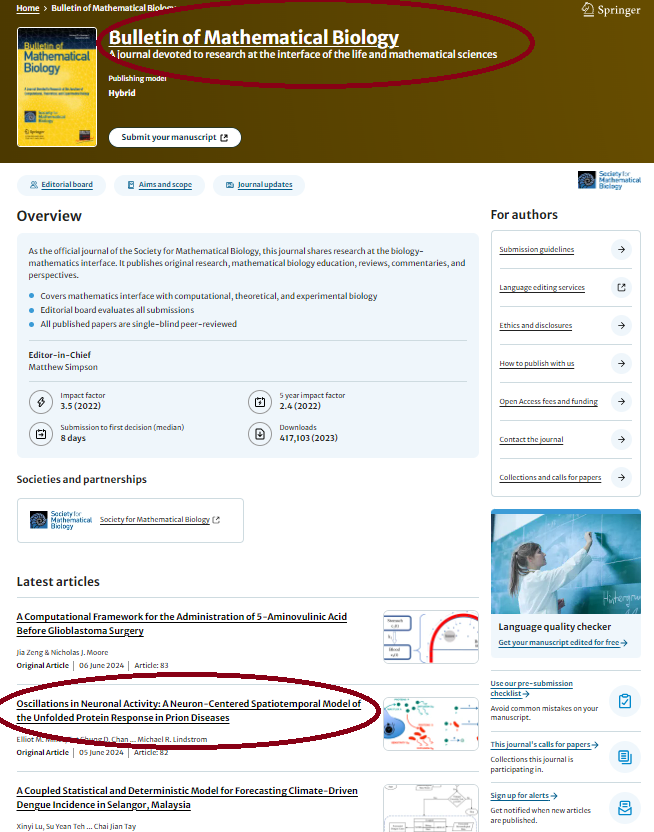 Home > Bulletin of Mathematical Biology
Springer
Bulletin of
Mathematical
Biology
Society for
Mathematical
Biology
Springer
Bulletin of Mathematical Biology
A journal devoted to research at the interface of the life and mathematical sciences
Publishing model
Hybrid
Submit your manuscript
Editorial board
Aims and scope
Journal updates
Society for
Mathematical
Biology
Overview
As the official journal of the Society for Mathematical Biology, this journal shares research at the biology-
mathematics interface. It publishes original research, mathematical biology education, reviews, commentaries, and
perspectives.
Covers mathematics interface with computational, theoretical, and experimental biology
Editorial board evaluates all submissions
All published papers are single-blind peer-reviewed
Editor-in-Chief
Matthew Simpson
Impact factor
3.5 (2022)
5 year impact factor
2.4 (2022)
Submission to first decision (median)
8 days
Downloads
417,103 (2023)
Societies and partnerships
Society for
Mathematical
Biology
Society for Mathematical Biology
Latest articles
A Computational Framework for the Administration of 5-Aminovulinic Acid
Before Glioblastoma Surgery
Jia Zeng & Nicholas J. Moore
Original Article | 06 June 2024 | Article: 83
Oscillations in Neuronal Activity: A Neuron-Centered Spatiotemporal Model of
the Unfolded Protein Response in Prion Diseases
Elliot M. D. Chan ... Michael R. Lindstrom
Original Article | 05 June 2024 | Article: 82
A Coupled Statistical and Deterministic Model for Forecasting Climate-Driven
Dengue Incidence in Selangor, Malaysia
Xinyi Lu, Su Yean Teh ... Chai Jian Tay
For authors
Submission guidelines
Language editing services
Ethics and disclosures
How to publish with us
Open Access fees and funding
Contact the journal
Collections and calls for papers
Language quality checker
Get your manuscript edited for free
Use our pre-submission
checklist
Avoid common mistakes on your
manuscript.
This journal's calls for papers
Collections this journal is
participating in.
Sign up for alerts
Get notified when new articles
are published.